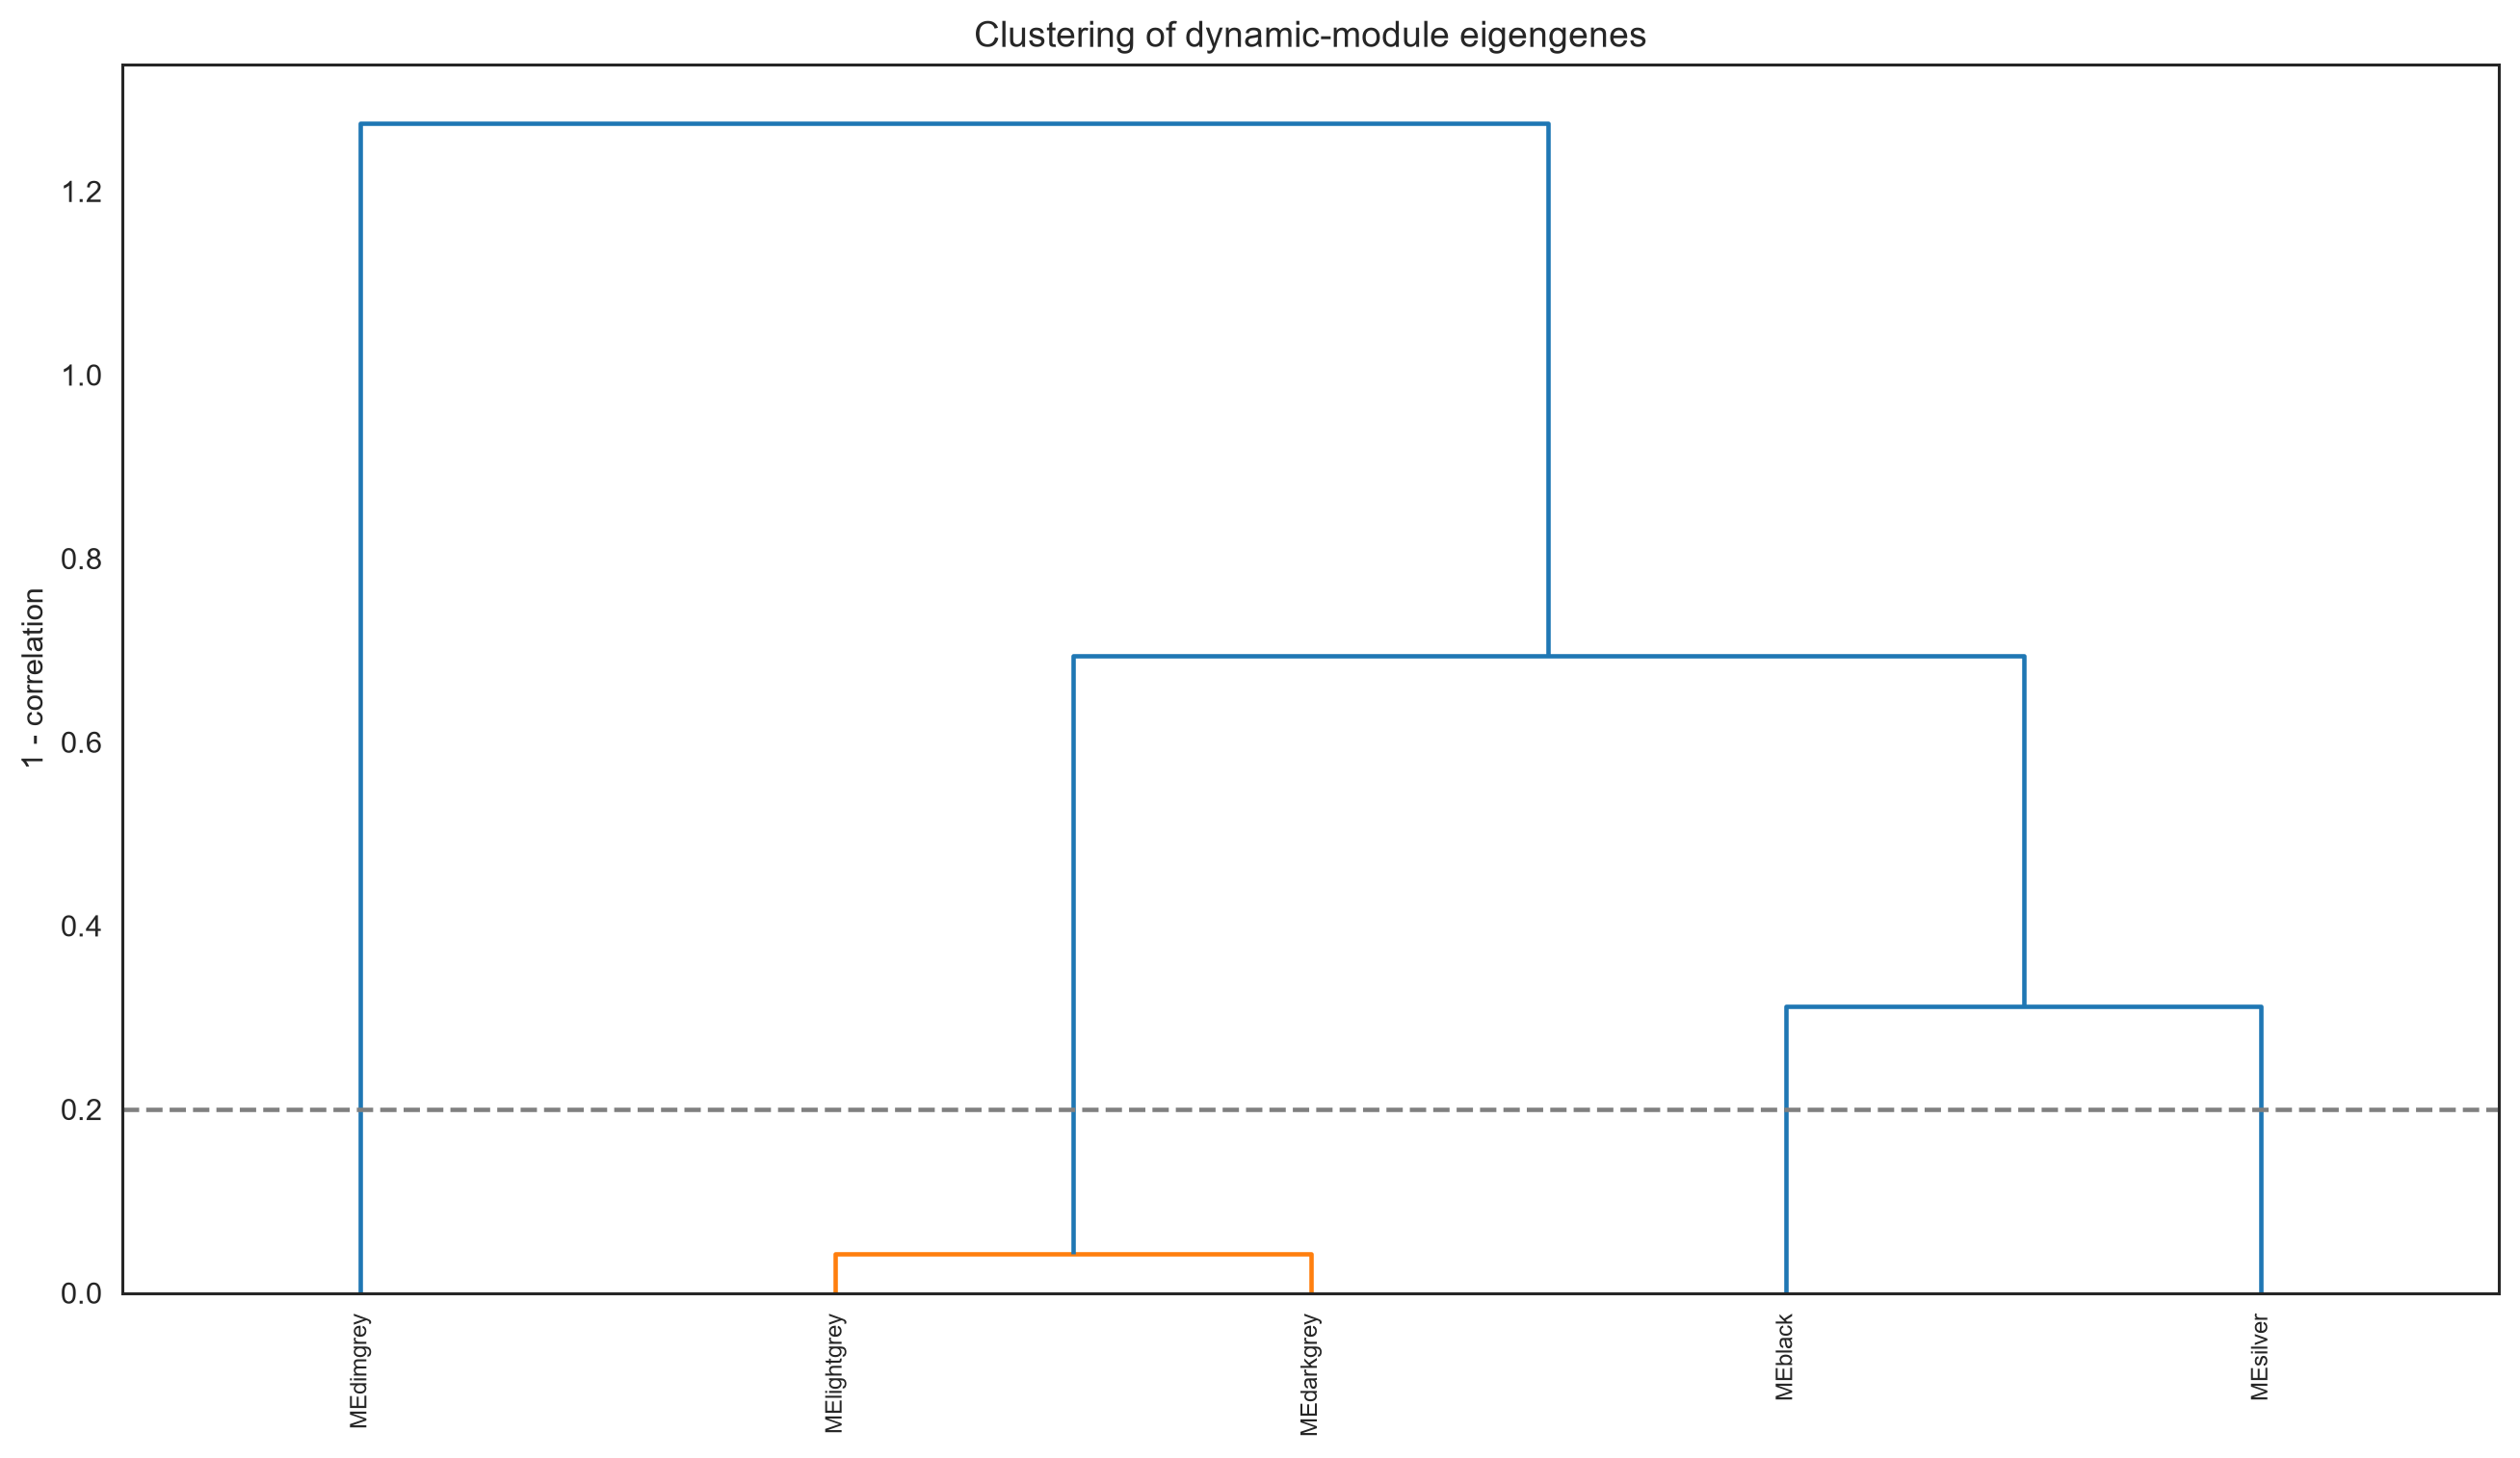 Clustering of dynamic-module eigengenes
1 - correlation
1.2
1.0
0.8
0.6
0.4
0.2
0.0
MEdimgrey
MElightgrey
MEdarkgrey
MEblack
MEsilver